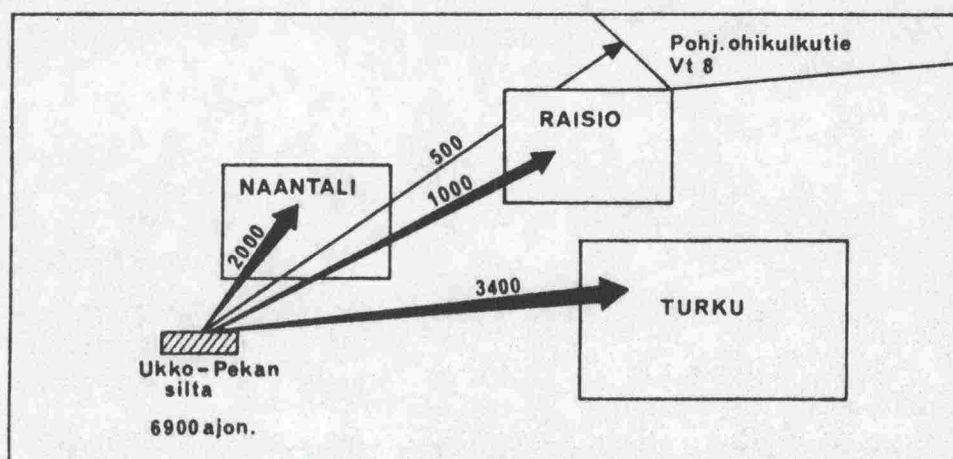 Pohj. ohikulkutie
Vt 8
RAISIO
500
NAANTALI
1000
2000
3400
TURKU
Ukko-Pekan
silta
6900 ajon.